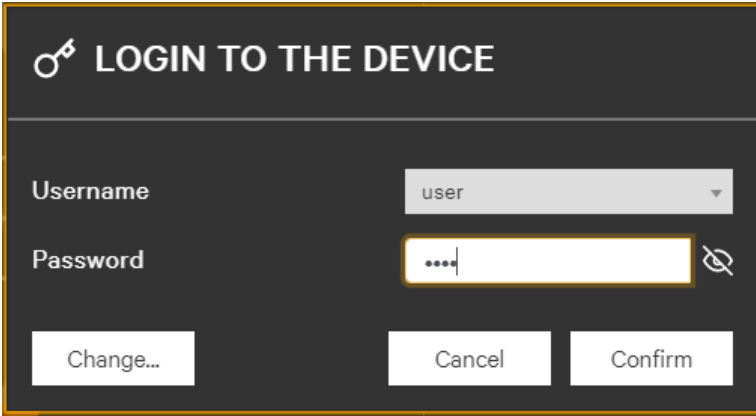 LOGIN TO THE DEVICE
Username
user
Password
••••
Change...
Cancel
Confirm